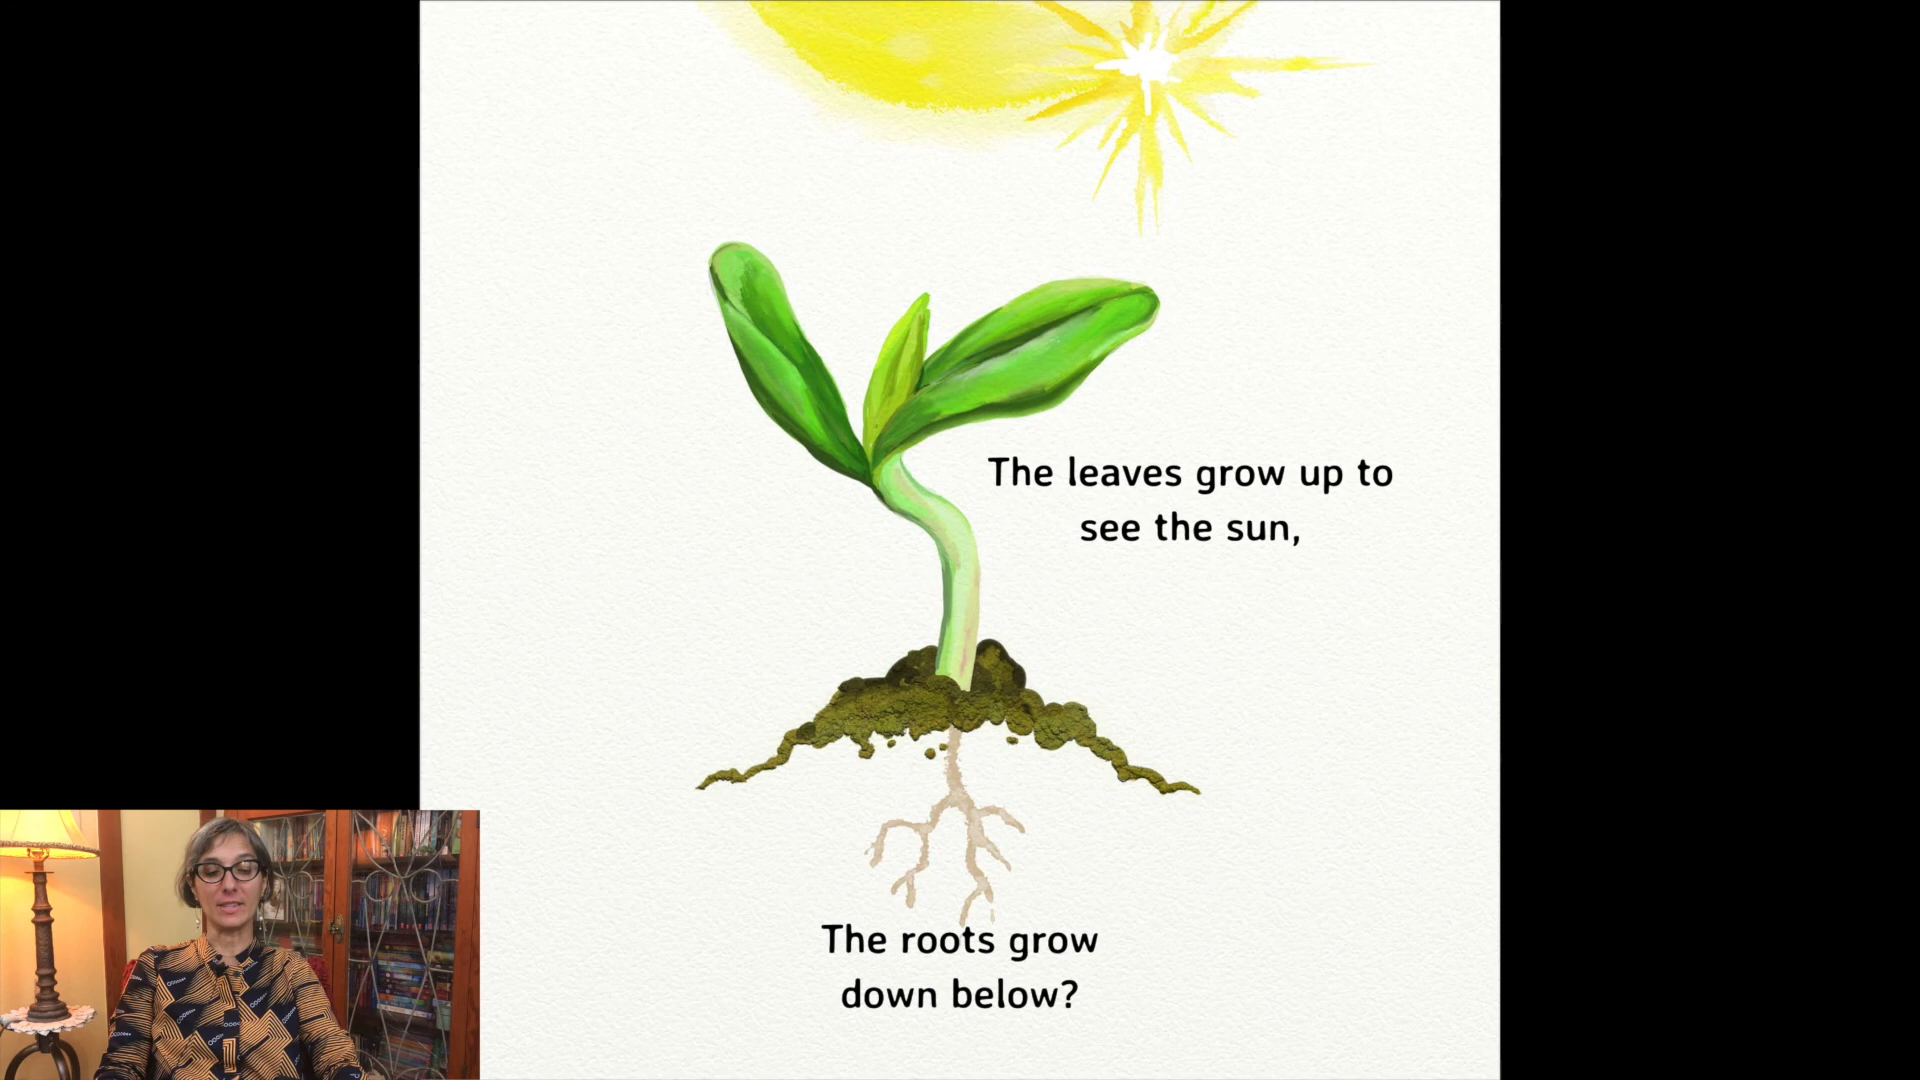 The leaves grow up to
see the sun,
The roots grow
down below?